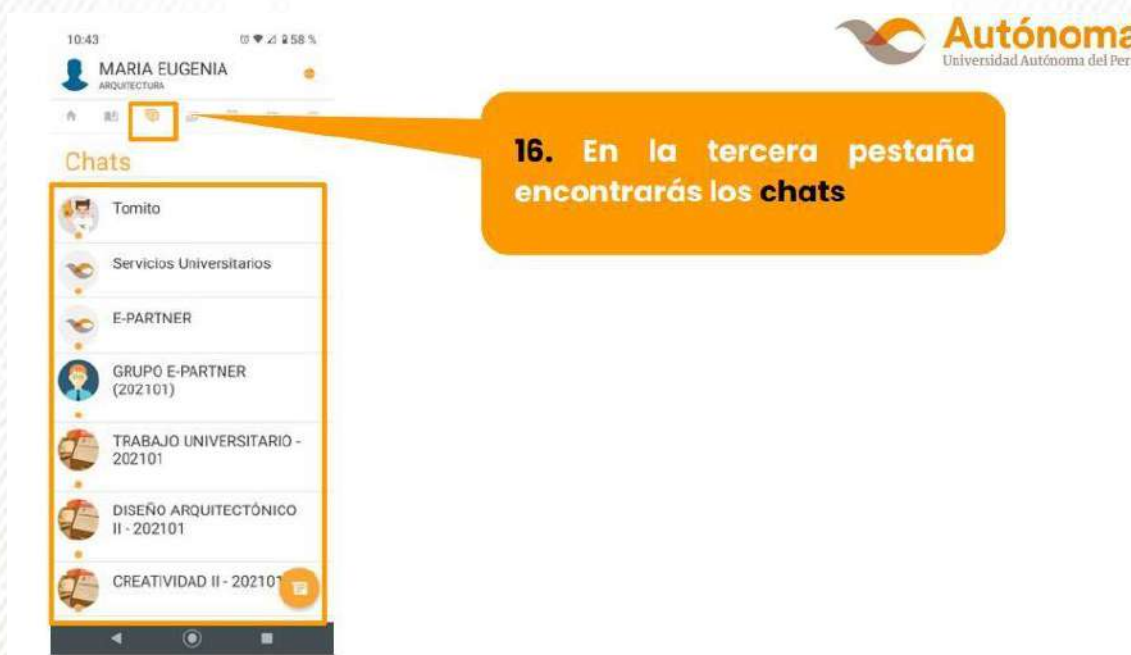 10:43
58 %
MARIA EUGENIA
ARQUITECTURA
Chats
Tomito
Servicios Universitarios
E-PARTNER
GRUPO E-PARTNER
(202101)
TRABAJO UNIVERSITARIO -
202101
DISEÑO ARQUITECTÓNICO
II - 202101
CREATIVIDAD II - 202101
Autónoma
Universidad Autónoma del Per
16. En la tercera pestaña
encontrarás los chats